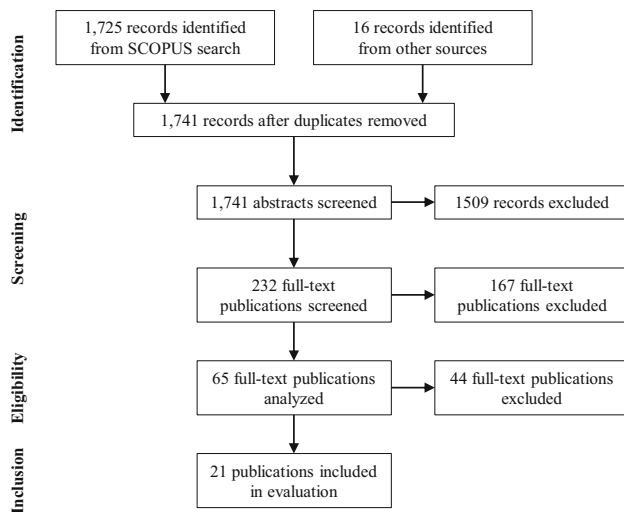 Identification
1,725 records identified
from SCOPUS search
16 records identified
from other sources
1,741 records after duplicates removed
Screening
1,741 abstracts screened
1509 records excluded
232 full-text
publications screened
167 full-text
publications excluded
Eligibility
65 full-text publications
analyzed
44 full-text publications
excluded
Inclusion
21 publications included
in evaluation